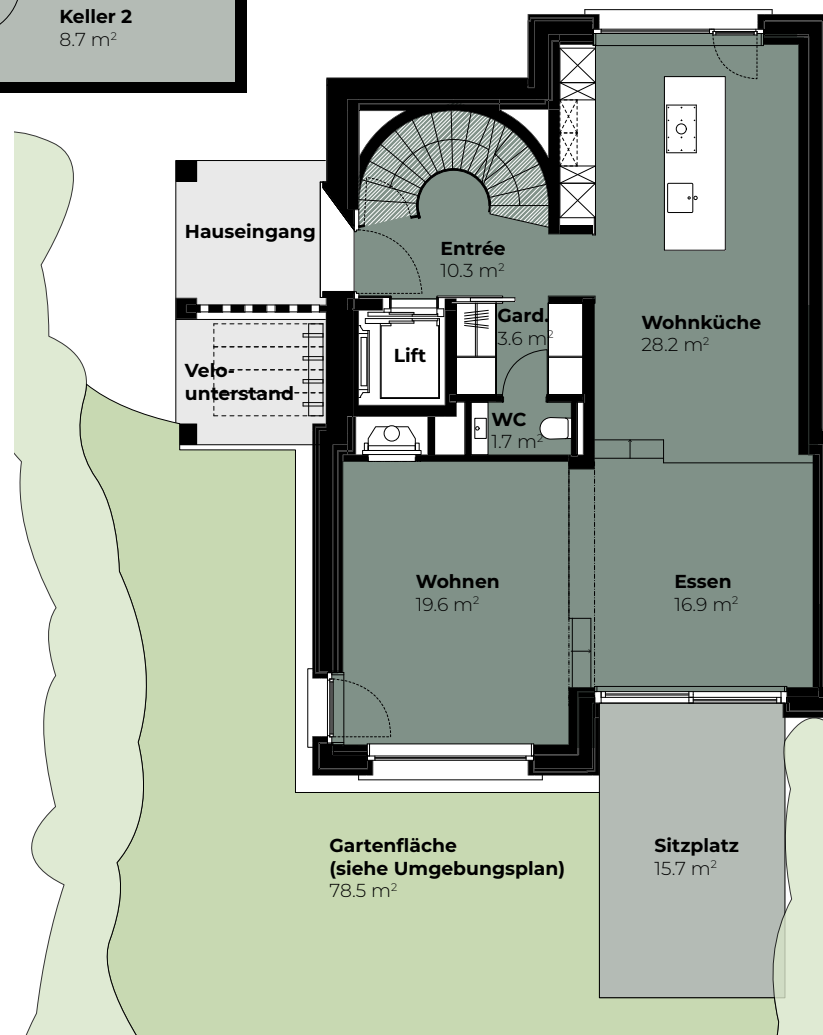 Keller 2
8.7 m²
Hauseingang
Entrée
10.3 m²
Gard.
3.6 m²
Wohnküche
28.2 m²
Lift
Velo-
unterstand
WC
1.7 m²
Wohnen
19.6 m²
Essen
16.9 m²
Gartenfläche
(siehe Umgebungsplan)
78.5 m²
Sitzplatz
15.7 m²